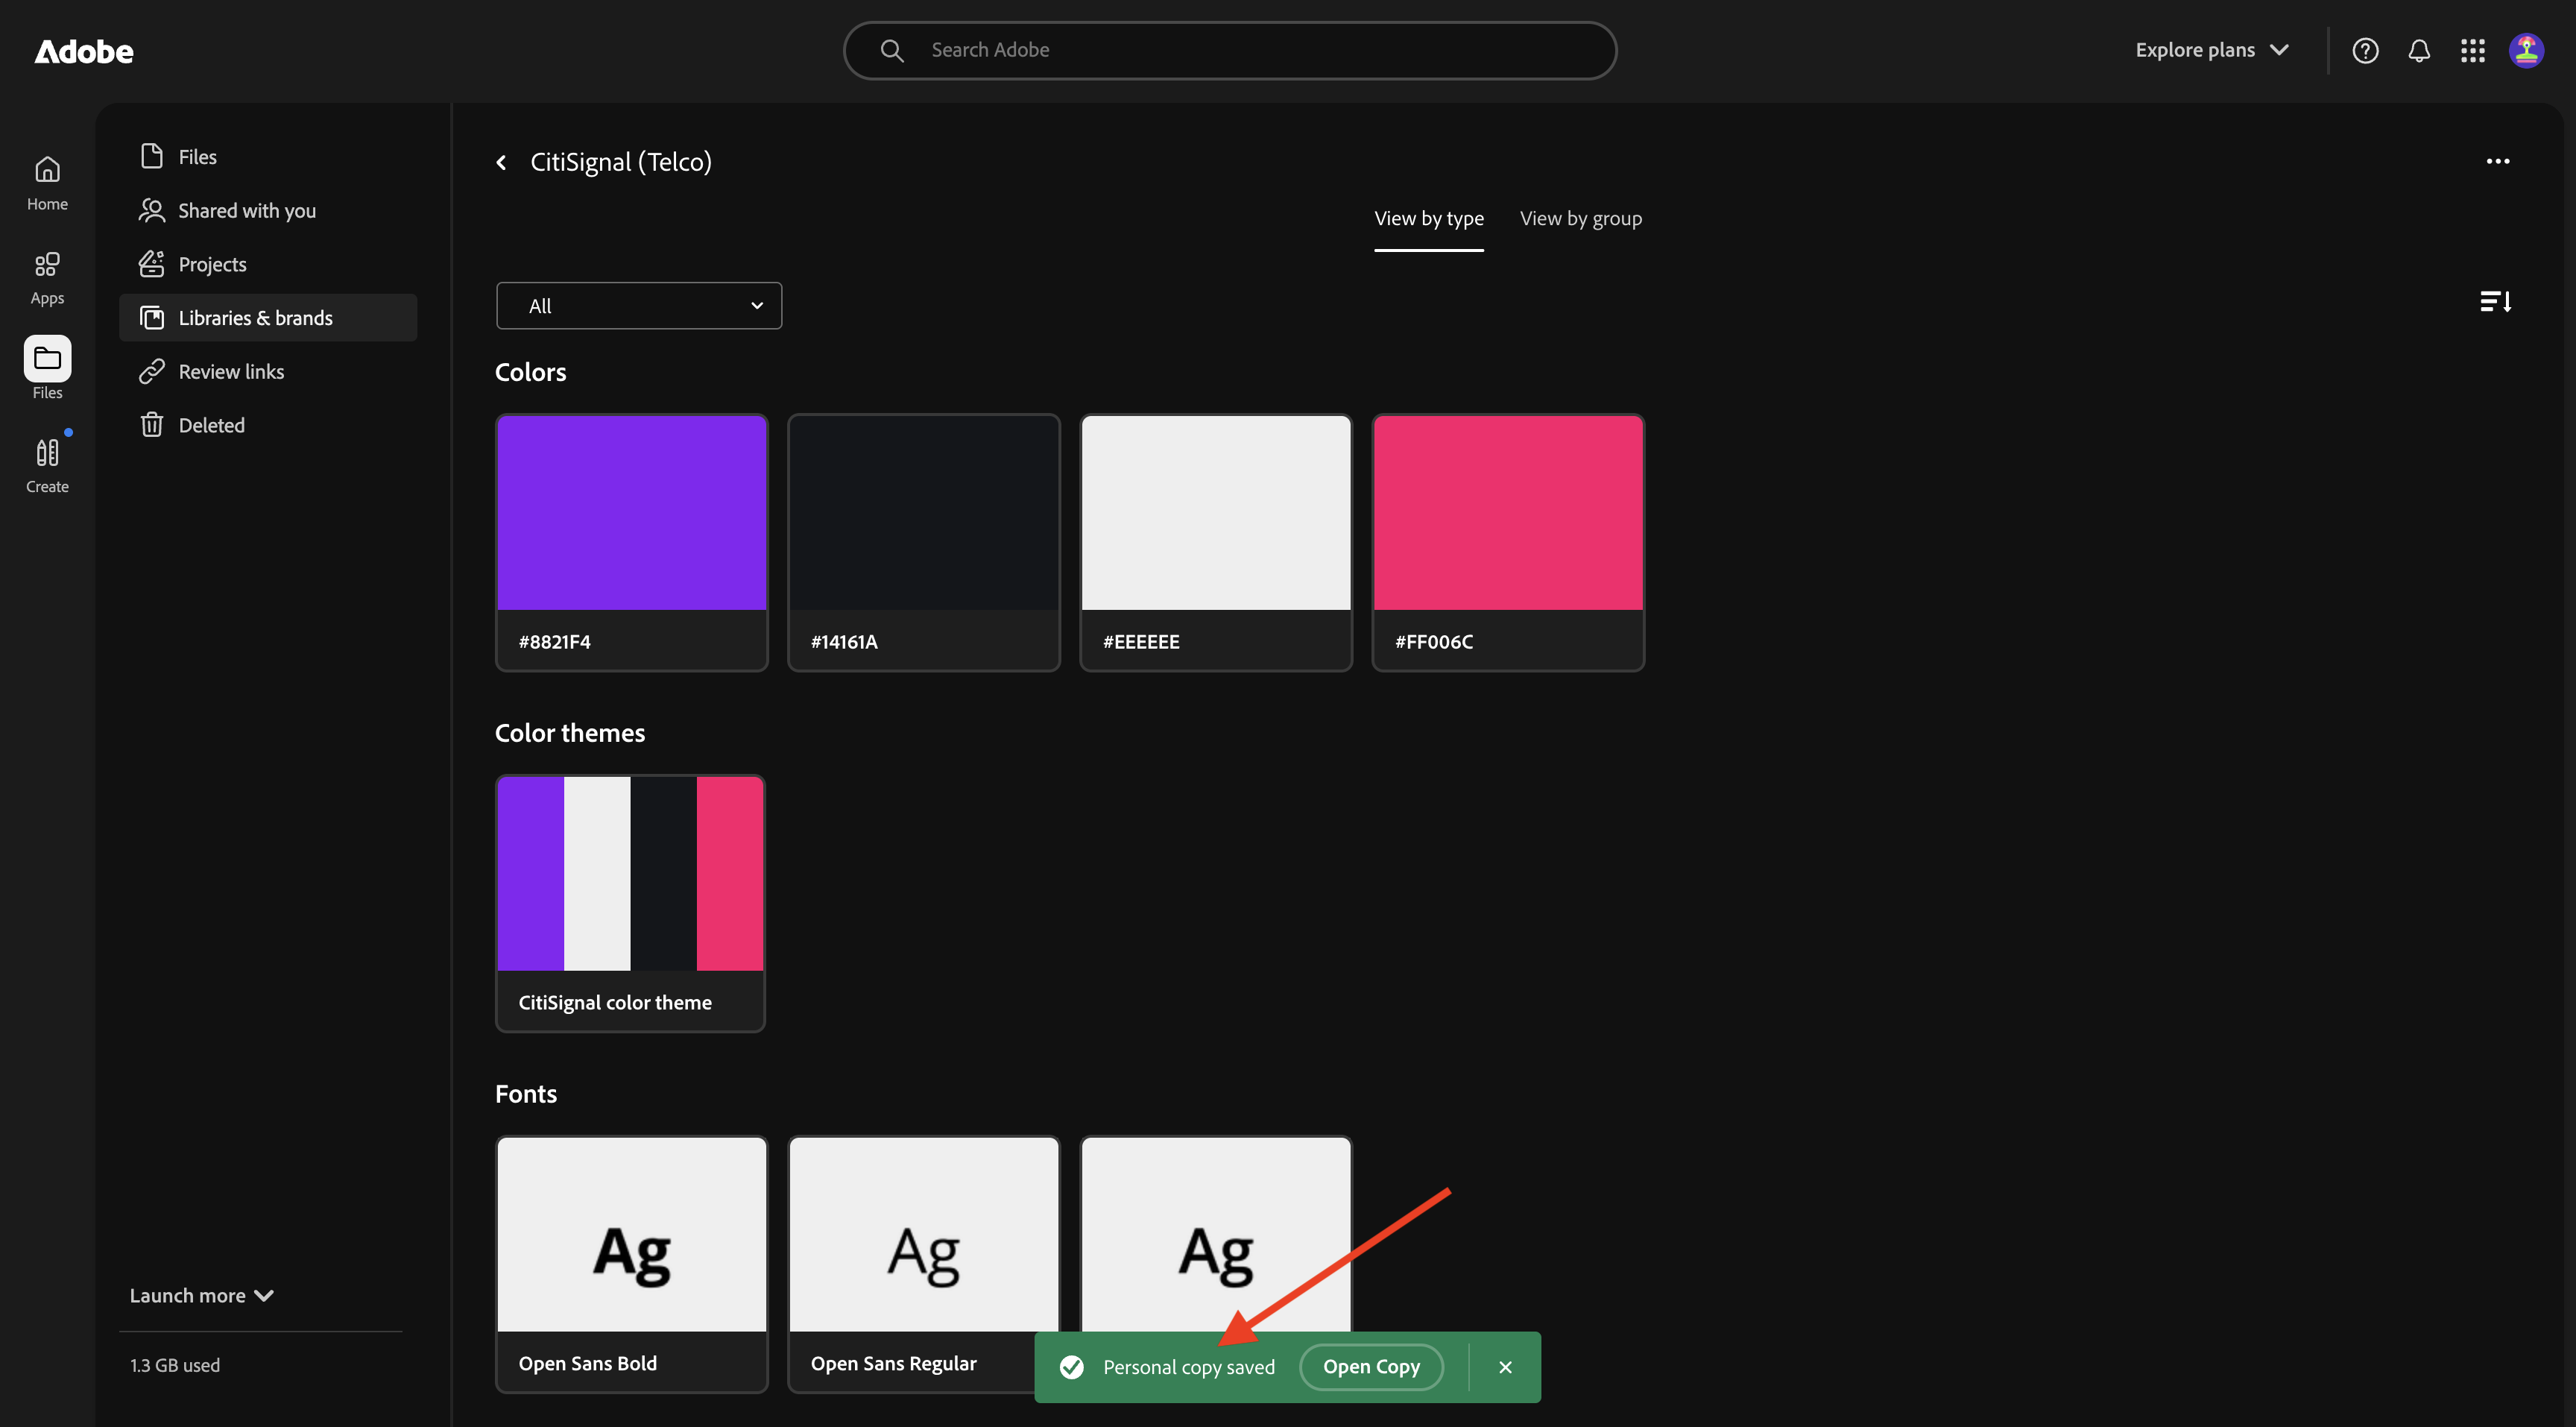 Adobe
Search Adobe
Explore plans
Home
Apps
Files
Create
Files
Shared with you
Projects
Libraries & brands
Review links
Deleted
Launch more
1.3 GB used
CitiSignal (Telco)
View by type
View by group
All
Colors
#8821F4
#14161A
#EEEEEE
#FF006C
Color themes
CitiSignal color theme
Fonts
Ag
Ag
Ag
Open Sans Bold
Open Sans Regular
Personal copy saved
Open Copy